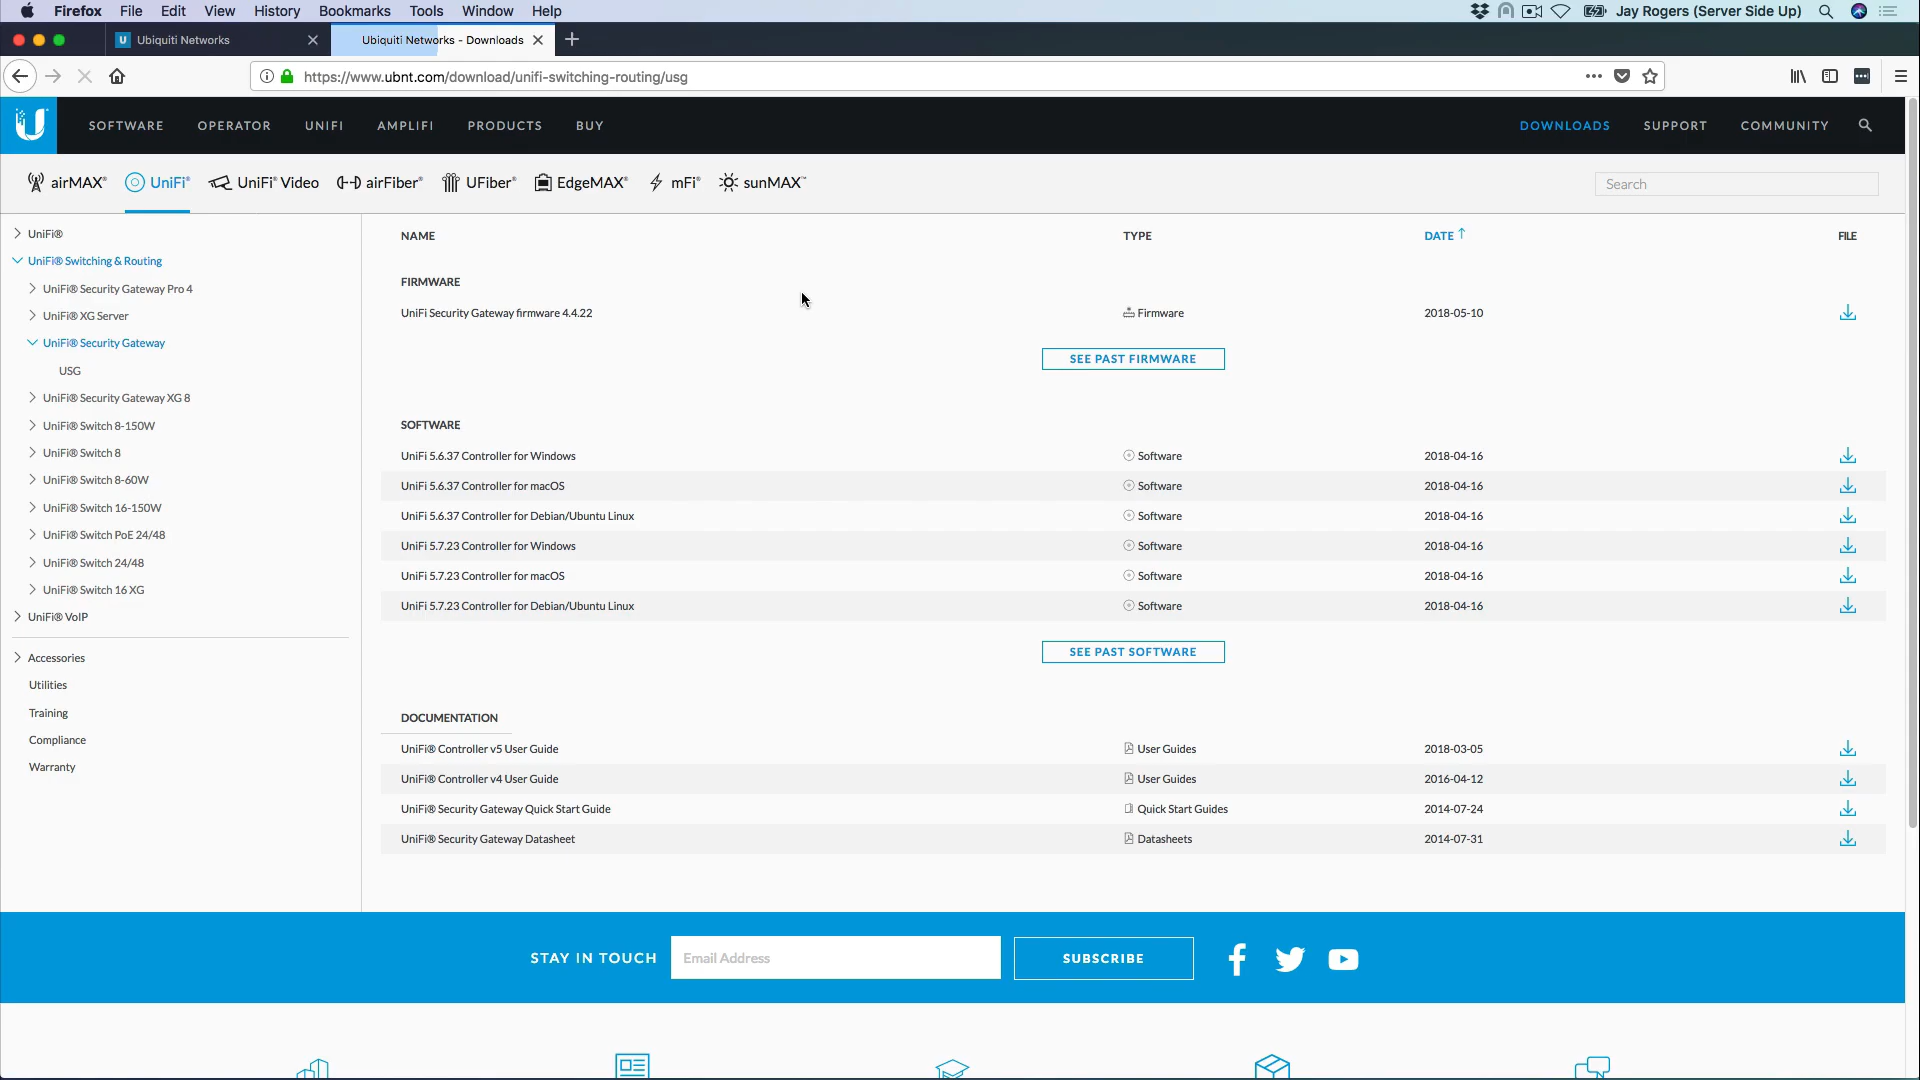 Firefox File Edit View History Bookmarks Tools Window Help Jay Rogers (Server Side Up)
Ubiquiti Networks Ubiquiti Networks - Downloads
https://www.ubnt.com/download/unifi-switching-routing/usg
SOFTWARE OPERATOR UNIFI AMPLIFI PRODUCTS BUY DOWNLOADS SUPPORT COMMUNITY
airMAX® UniFi® UniFi® Video airFiber® UFiber® EdgeMAX® mFi® sunMAX™ Search
UniFi®
UniFi® Switching & Routing
UniFi® Security Gateway Pro 4
UniFi® XG Server
UniFi® Security Gateway
USG
UniFi® Security Gateway XG 8
UniFi® Switch 8-150W
UniFi® Switch 8
UniFi® Switch 8-60W
UniFi® Switch 16-150W
UniFi® Switch PoE 24/48
UniFi® Switch 24/48
UniFi® Switch 16 XG
UniFi® VoIP
Accessories
Utilities
Training
Compliance
Warranty
NAME TYPE DATE FILE
FIRMWARE
UniFi Security Gateway firmware 4.4.22 Firmware 2018-05-10
SEE PAST FIRMWARE
SOFTWARE
UniFi 5.6.37 Controller for Windows Software 2018-04-16
UniFi 5.6.37 Controller for macOS Software 2018-04-16
UniFi 5.6.37 Controller for Debian/Ubuntu Linux Software 2018-04-16
UniFi 5.7.23 Controller for Windows Software 2018-04-16
UniFi 5.7.23 Controller for macOS Software 2018-04-16
UniFi 5.7.23 Controller for Debian/Ubuntu Linux Software 2018-04-16
SEE PAST SOFTWARE
DOCUMENTATION
UniFi® Controller v5 User Guide User Guides 2018-03-05
UniFi® Controller v4 User Guide User Guides 2016-04-12
UniFi® Security Gateway Quick Start Guide Quick Start Guides 2014-07-24
UniFi® Security Gateway Datasheet Datasheets 2014-07-31
STAY IN TOUCH Email Address SUBSCRIBE